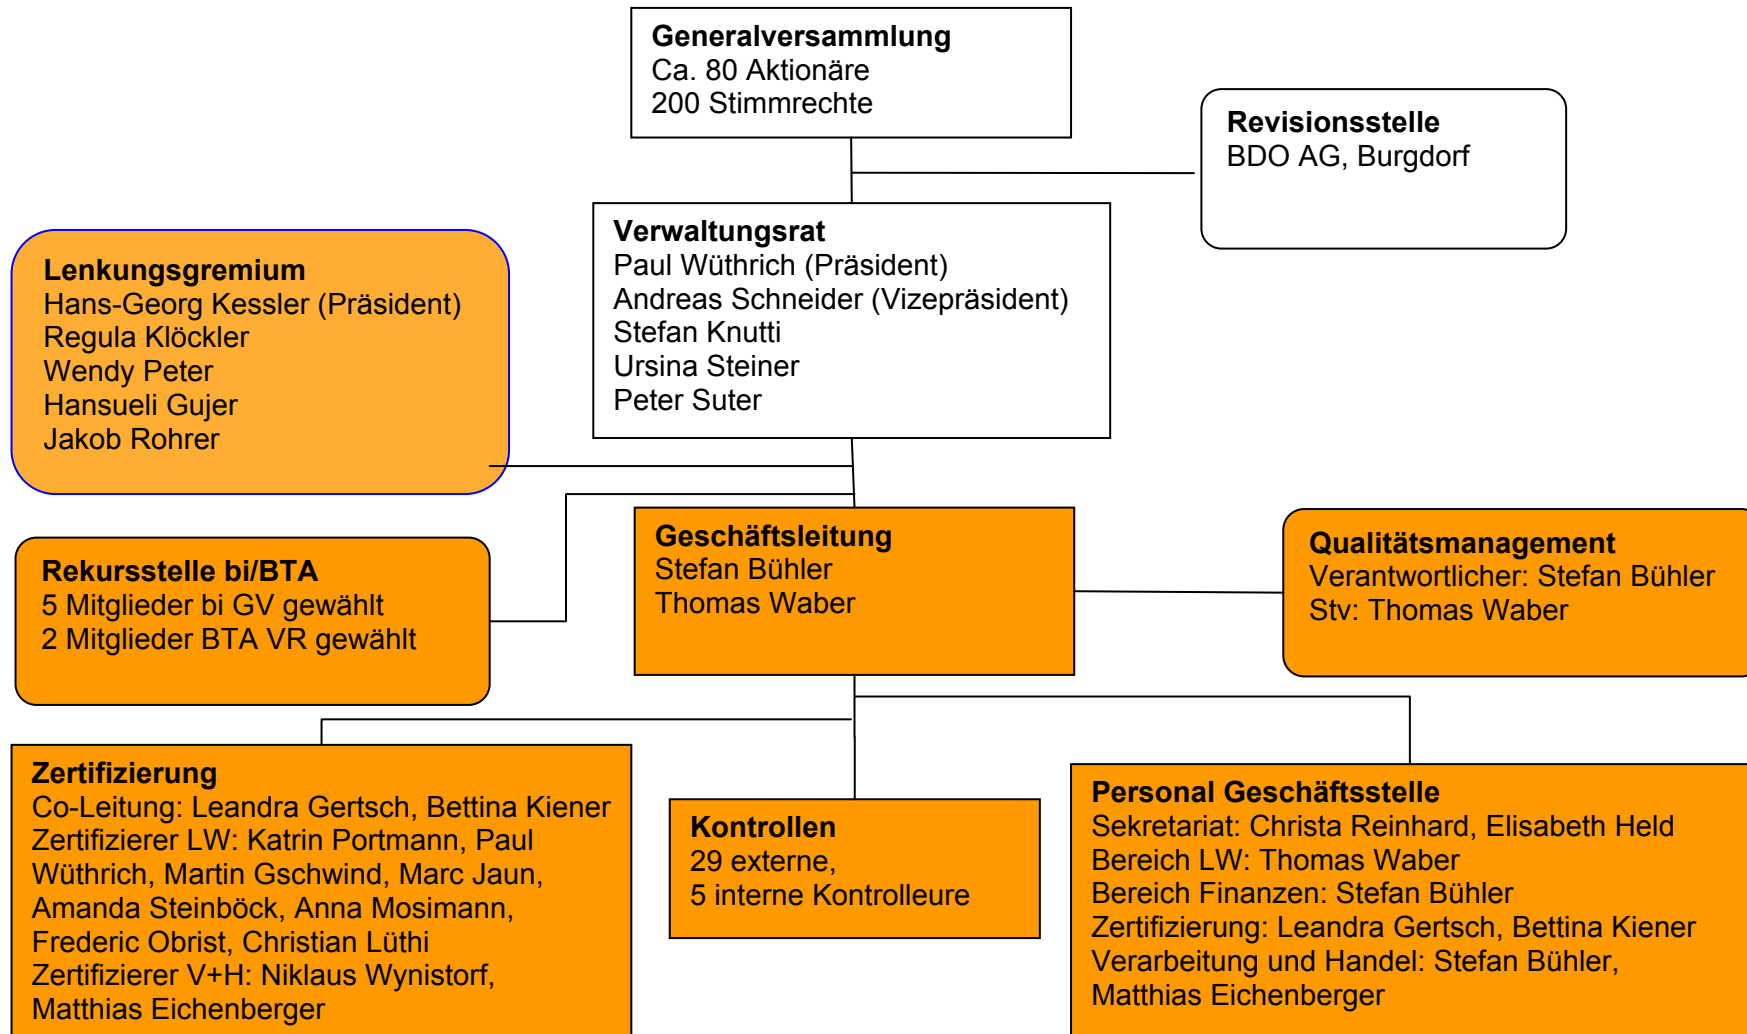 Generalversammlung
Ca. 80 Aktionäre
200 Stimmrechte
Revisionsstelle
BDO AG, Burgdorf
Verwaltungsrat
Paul Wüthrich (Präsident)
Andreas Schneider (Vizepräsident)
Stefan Knutti
Ursina Steiner
Peter Suter
Lenkungsgremium
Hans-Georg Kessler (Präsident)
Regula Klöckler
Wendy Peter
Hansueli Gujer
Jakob Rohrer
Rekursstelle bi/BTA
5 Mitglieder bi GV gewählt
2 Mitglieder BTA VR gewählt
Geschäftsleitung
Stefan Bühler
Thomas Waber
Qualitätsmanagement
Verantwortlicher: Stefan Bühler
Stv: Thomas Waber
Zertifizierung
Co-Leitung: Leandra Gertsch, Bettina Kiener
Zertifizierer LW: Katrin Portmann, Paul
Wüthrich, Martin Gschwind, Marc Jaun,
Amanda Steinböck, Anna Mosimann,
Frederic Obrist, Christian Lüthi
Zertifizierer V+H: Niklaus Wynistorf,
Matthias Eichenberger
Kontrollen
29 externe,
5 interne Kontrolleure
Personal Geschäftsstelle
Sekretariat: Christa Reinhard, Elisabeth Held
Bereich LW: Thomas Waber
Bereich Finanzen: Stefan Bühler
Zertifizierung: Leandra Gertsch, Bettina Kiener
Verarbeitung und Handel: Stefan Bühler,
Matthias Eichenberger